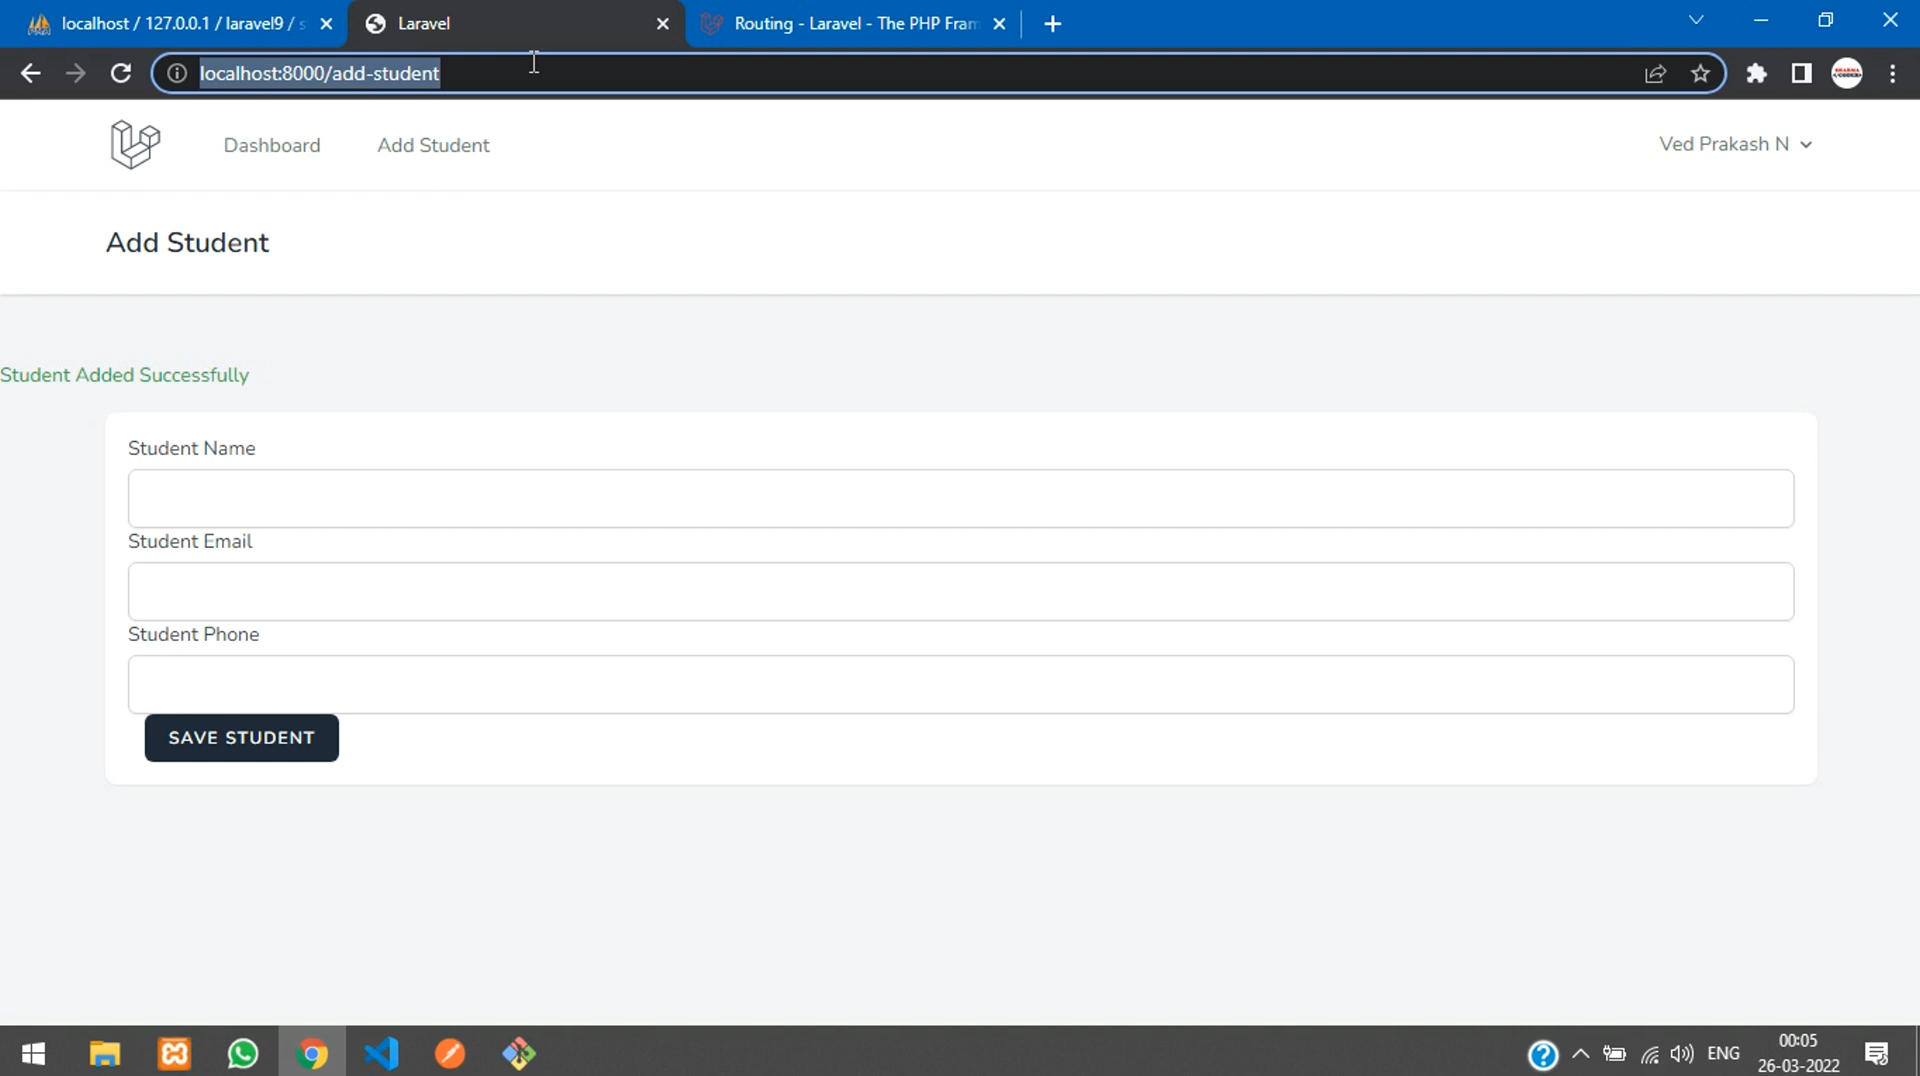 localhost / 127.0.0.1 / laravel9 / s
Laravel
Routing - Laravel - The PHP Fram
localhost:8000/add-student
Dashboard
Add Student
Ved Prakash N
Add Student
Student Added Successfully
Student Name
Student Email
Student Phone
SAVE STUDENT
ENG
00:05
26-03-2022